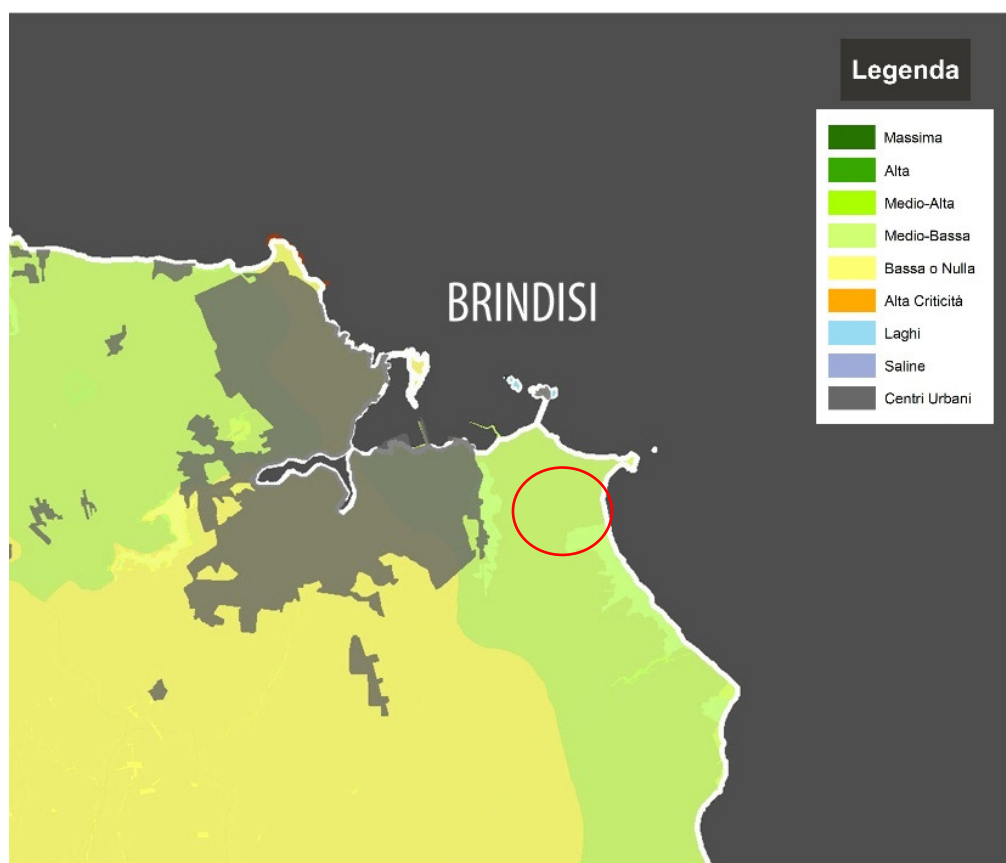 Legenda
Massima
Alta
Medio-Alta
Medio-Bassa
BRINDISI
Bassa o Nulla
Alta Criticità
Laghi
Saline
Centri Urbani